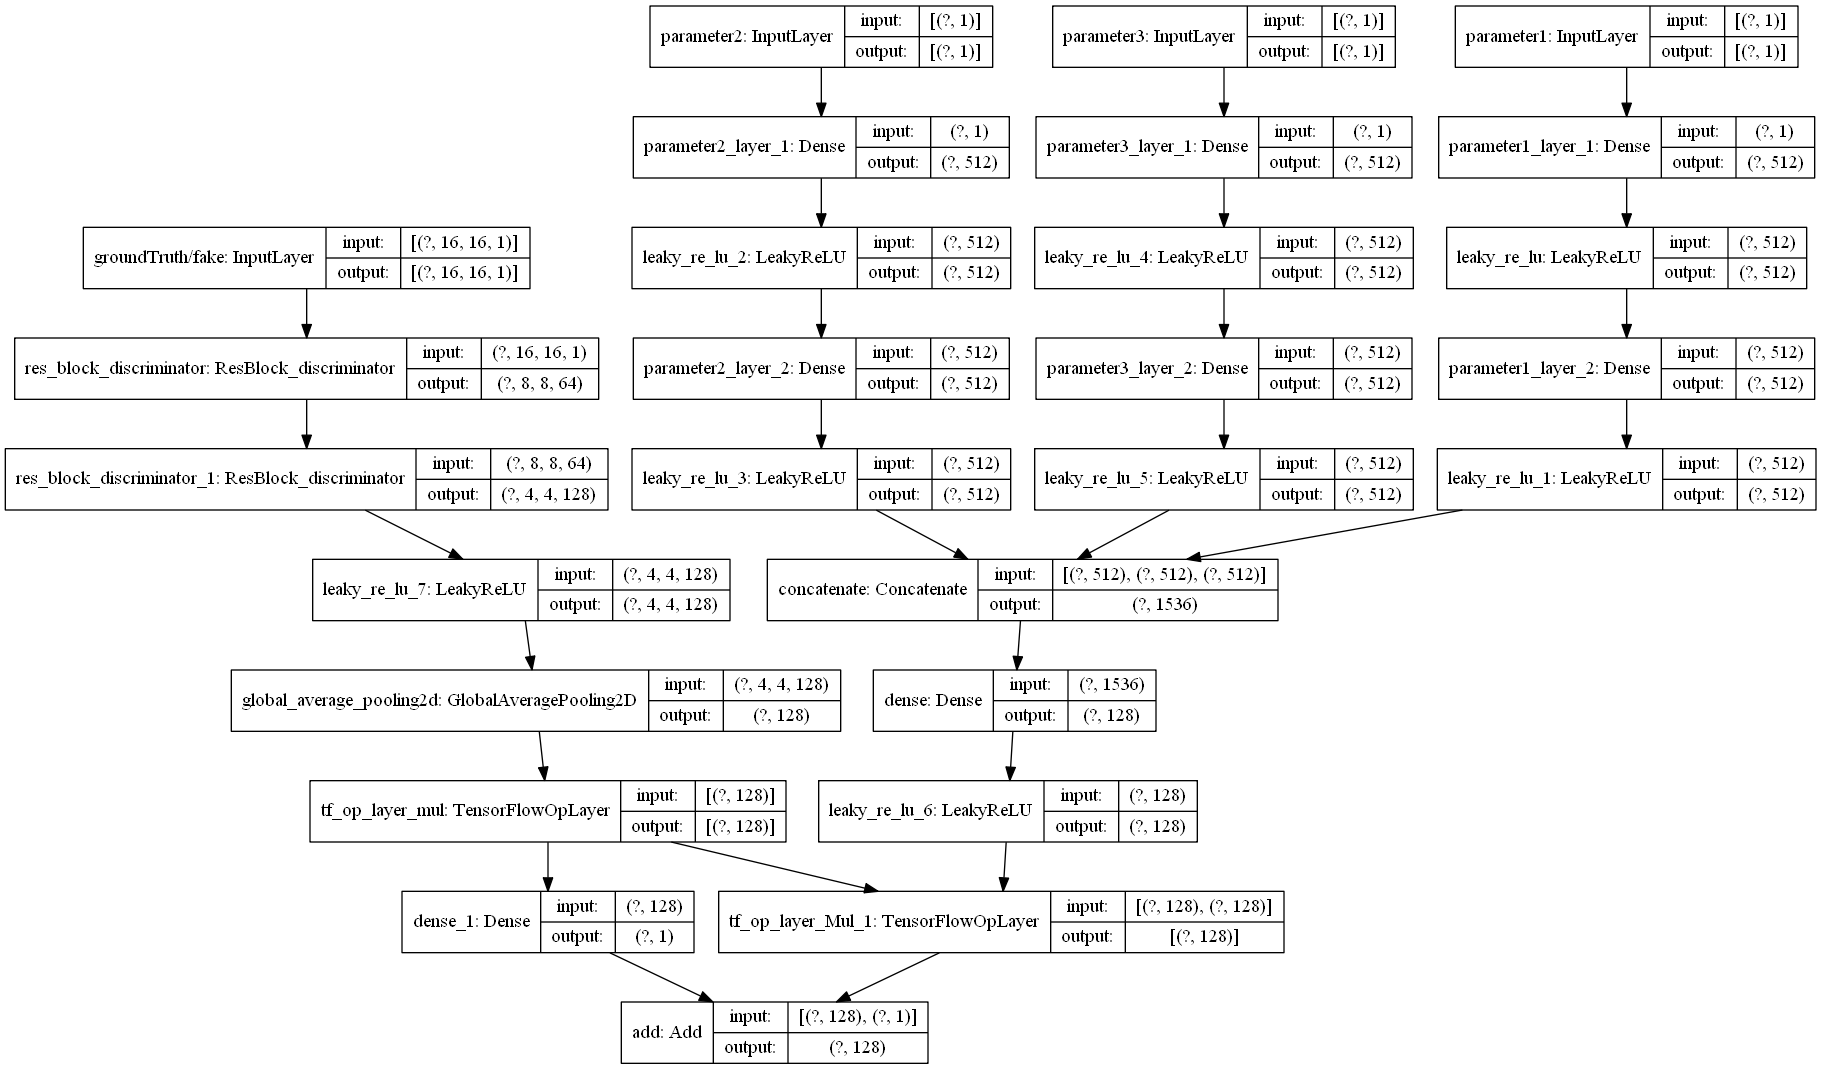 parameter2: InputLayer
input: [(?, 1)]
output: [(?, 1)]
parameter3: InputLayer
input: [(?, 1)]
output: [(?, 1)]
parameter1: InputLayer
input: [(?, 1)]
output: [(?, 1)]
parameter2_layer_1: Dense
input: (?, 1)
output: (?, 512)
parameter3_layer_1: Dense
input: (?, 1)
output: (?, 512)
parameter1_layer_1: Dense
input: (?, 1)
output: (?, 512)
groundTruth/fake: InputLayer
input: [(?, 16, 16, 1)]
output: [(?, 16, 16, 1)]
leaky_re_lu_2: LeakyReLU
input: (?, 512)
output: (?, 512)
leaky_re_lu_4: LeakyReLU
input: (?, 512)
output: (?, 512)
leaky_re_lu: LeakyReLU
input: (?, 512)
output: (?, 512)
res_block_discriminator: ResBlock_discriminator
input: (?, 16, 16, 1)
output: (?, 8, 8, 64)
parameter2_layer_2: Dense
input: (?, 512)
output: (?, 512)
parameter3_layer_2: Dense
input: (?, 512)
output: (?, 512)
parameter1_layer_2: Dense
input: (?, 512)
output: (?, 512)
res_block_discriminator_1: ResBlock_discriminator
input: (?, 8, 8, 64)
output: (?, 4, 4, 128)
leaky_re_lu_3: LeakyReLU
input: (?, 512)
output: (?, 512)
leaky_re_lu_5: LeakyReLU
input: (?, 512)
output: (?, 512)
leaky_re_lu_1: LeakyReLU
input: (?, 512)
output: (?, 512)
leaky_re_lu_7: LeakyReLU
input: (?, 4, 4, 128)
output: (?, 4, 4, 128)
concatenate: Concatenate
input: [(?, 512), (?, 512), (?, 512)]
output: (?, 1536)
global_average_pooling2d: GlobalAveragePooling2D
input: (?, 4, 4, 128)
output: (?, 128)
dense: Dense
input: (?, 1536)
output: (?, 128)
tf_op_layer_mul: TensorFlowOpLayer
input: [(?, 128)]
output: [(?, 128)]
leaky_re_lu_6: LeakyReLU
input: (?, 128)
output: (?, 128)
dense_1: Dense
input: (?, 128)
output: (?, 1)
tf_op_layer_Mul_1: TensorFlowOpLayer
input: [(?, 128), (?, 128)]
output: [(?, 128)]
add: Add
input: [(?, 128), (?, 1)]
output: (?, 128)